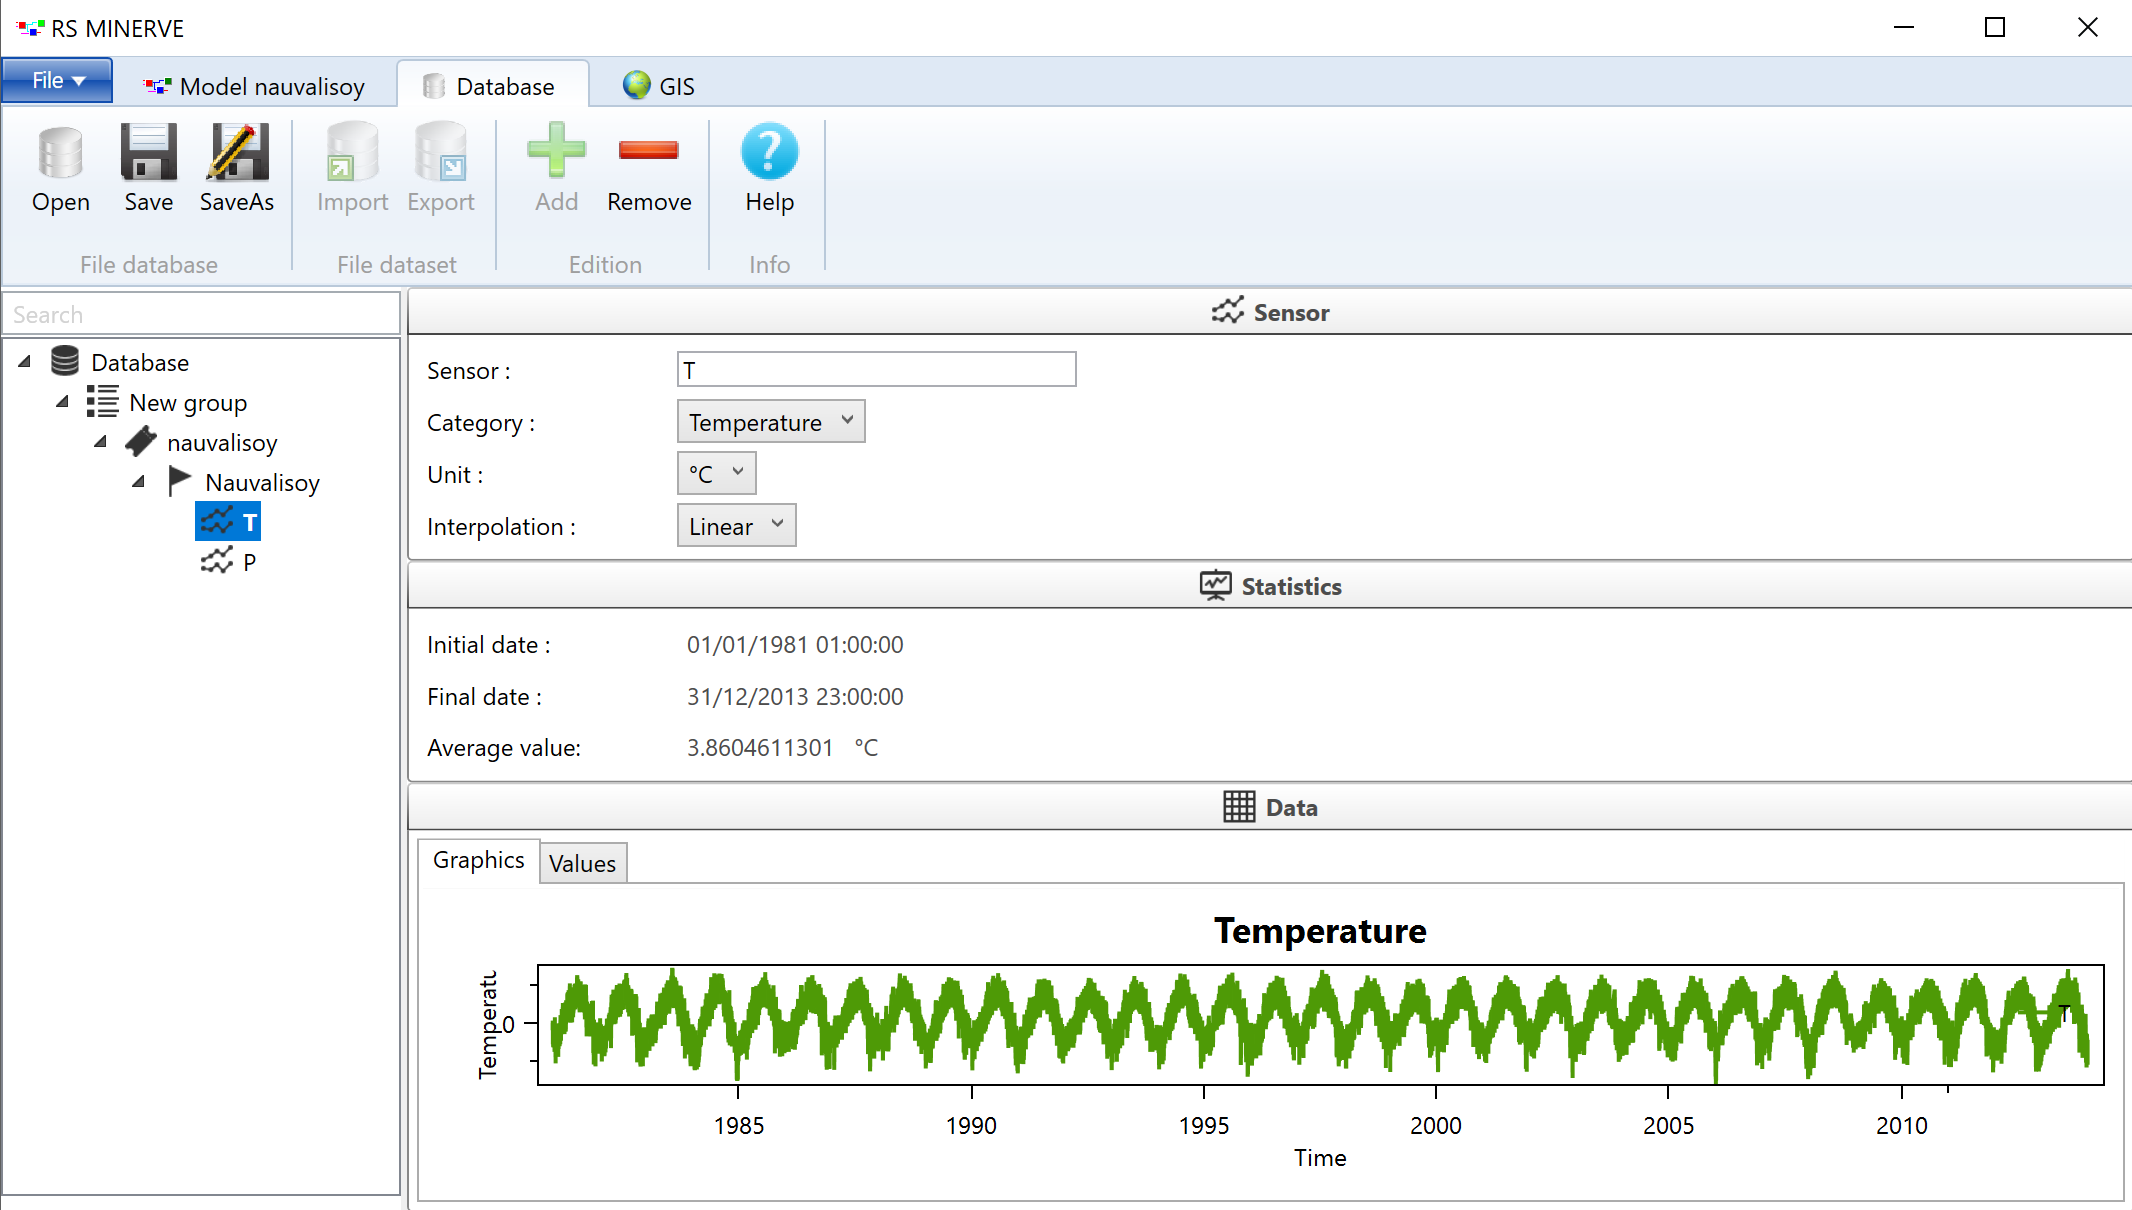 RS MINERVE
File
Model nauvalisoy
Database
GIS
Open
Save
SaveAs
Import
Export
Add
Remove
Help
File database
File dataset
Edition
Info
Search
Database
New group
nauvalisoy
Nauvalisoy
T
P
Sensor
Sensor : T
Category : Temperature
Unit : °C
Interpolation : Linear
Statistics
Initial date : 01/01/1981 01:00:00
Final date : 31/12/2013 23:00:00
Average value: 3.8604611301 °C
Data
Graphics
Values
Temperature
Temperatu
0
T
1985 1990 1995 2000 2005 2010
Time